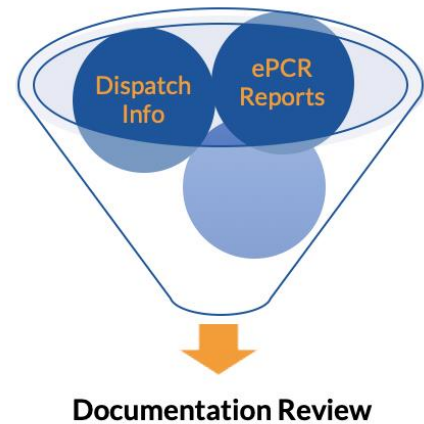 Dispatch
Info
ePCR
Reports
Documentation Review